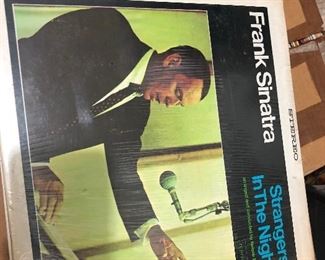 STEREO
Frank Sinatra
Strangers
In The Nigh